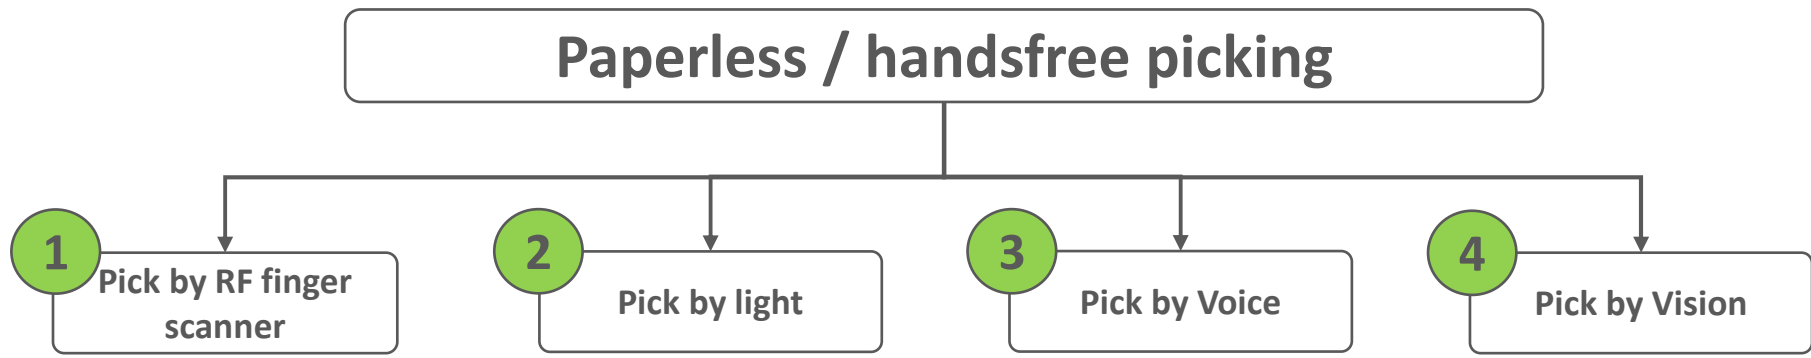 Paperless / handsfree picking
1
Pick by RF finger
scanner
2
Pick by light
3
Pick by Voice
4
Pick by Vision